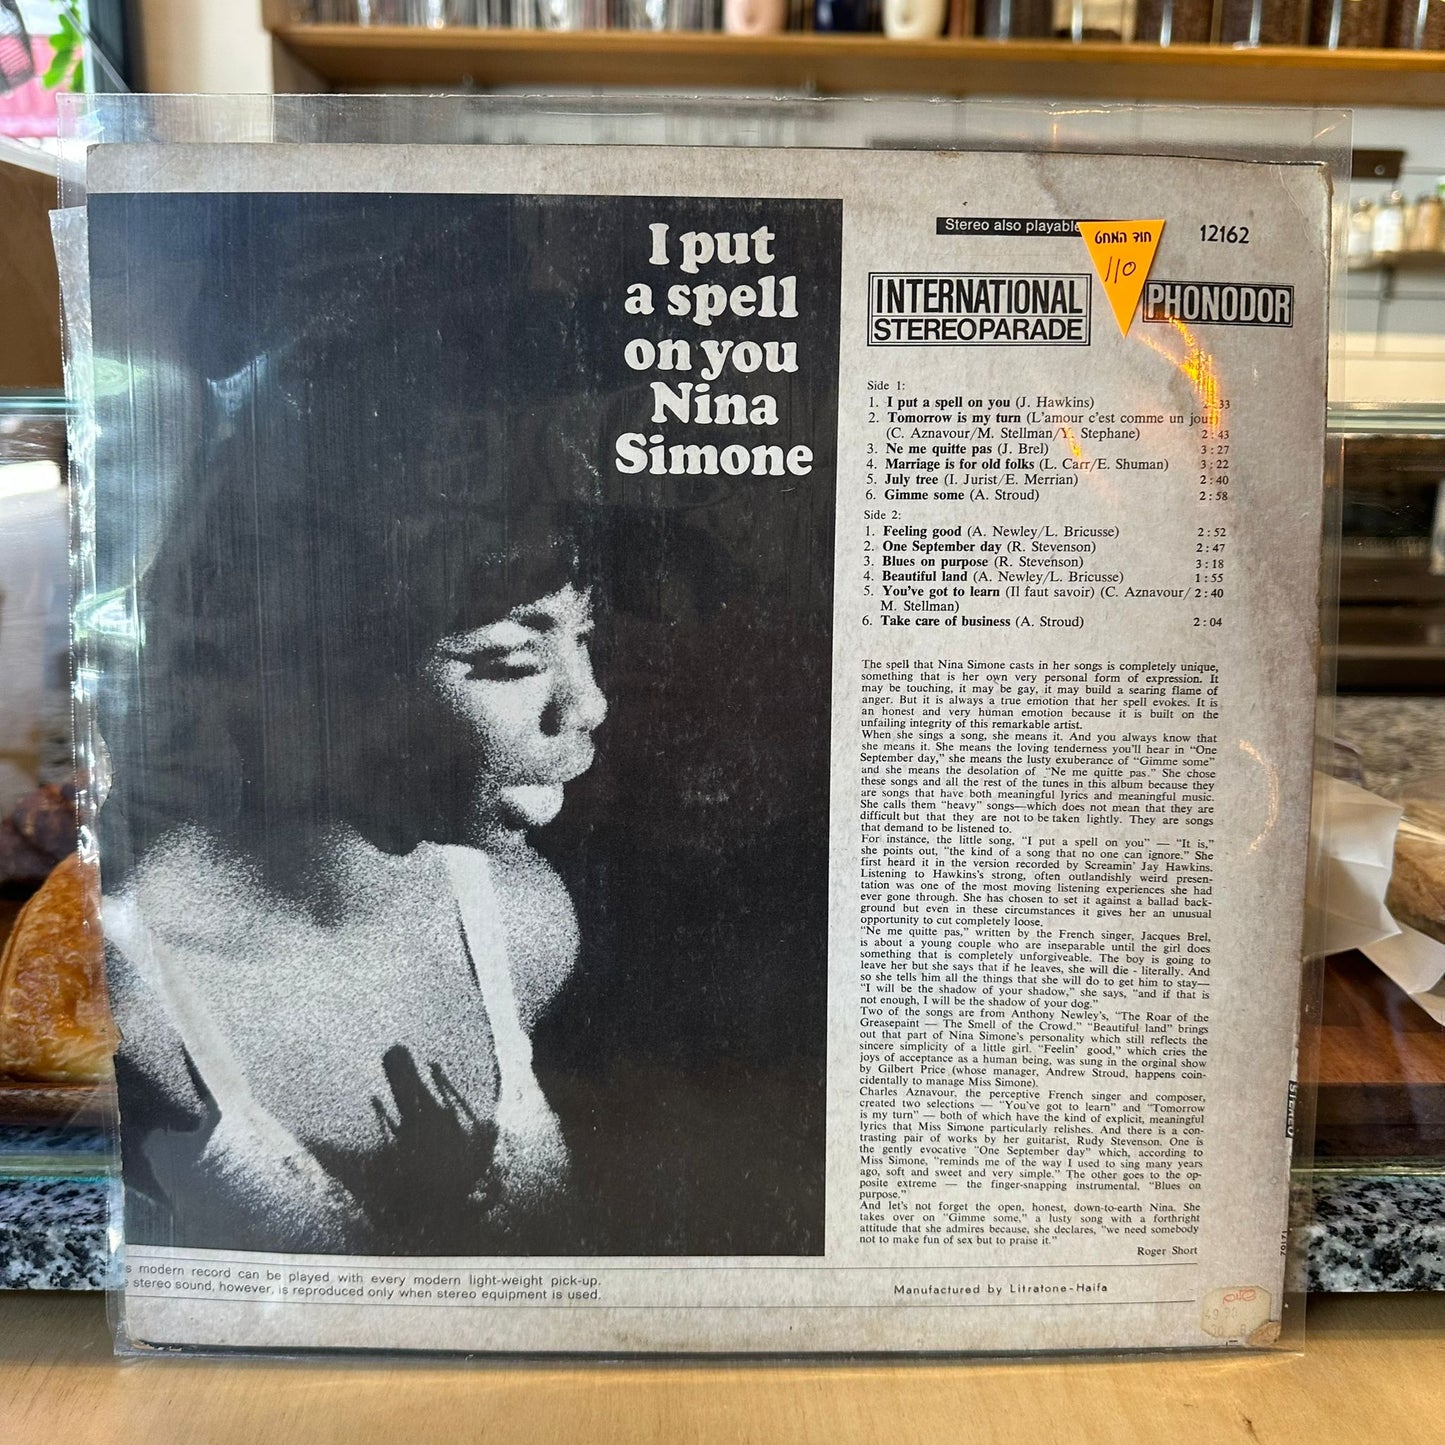 I put
a spell
on you
Nina
Simone
Stereo also playable
12162
חוד המחט
110
INTERNATIONAL
STEREOPARADE
PHONODOR
Side 1:
1. I put a spell on you (J. Hawkins) 33
2. Tomorrow is my turn (L'amour c'est comme un jour)
(C. Aznavour/M. Stellman/Y. Stephane) 2:43
3. Ne me quitte pas (J. Brel) 3:27
4. Marriage is for old folks (L. Carr/E. Shuman) 3:22
5. July tree (I. Jurist/E. Merrian) 2:40
6. Gimme some (A. Stroud) 2:58
Side 2:
1. Feeling good (A. Newley/L. Bricusse) 2:52
2. One September day (R. Stevenson) 2:47
3. Blues on purpose (R. Stevenson) 3:18
4. Beautiful land (A. Newley/L. Bricusse) 1:55
5. You've got to learn (Il faut savoir) (C. Aznavour/ 2:40
M. Stellman)
6. Take care of business (A. Stroud) 2:04
The spell that Nina Simone casts in her songs is completely unique,
something that is her own very personal form of expression. It
may be touching, it may be gay, it may build a searing flame of
anger. But it is always a true emotion that her spell evokes. It is
an honest and very human emotion because it is built on the
unfailing integrity of this remarkable artist.
When she sings a song, she means it. And you always know that
she means it. She means the loving tenderness you'll hear in "One
September day," she means the lusty exuberance of "Gimme some"
and she means the desolation of "Ne me quitte pas." She chose
these songs and all the rest of the tunes in this album because they
are songs that have both meaningful lyrics and meaningful music.
She calls them "heavy" songs—which does not mean that they are
difficult but that they are not to be taken lightly. They are songs
that demand to be listened to.
For instance, the little song, "I put a spell on you" — "It is,"
she points out, "the kind of a song that no one can ignore." She
first heard it in the version recorded by Screamin' Jay Hawkins.
Listening to Hawkins's strong, often outlandishly weird presen-
tation was one of the most moving listening experiences she had
ever gone through. She has chosen to set it against a ballad back-
ground but even in these circumstances it gives her an unusual
opportunity to cut completely loose.
"Ne me quitte pas," written by the French singer, Jacques Brel,
is about a young couple who are inseparable until the girl does
something that is completely unforgiveable. The boy is going to
leave her but she says that if he leaves, she will die - literally. And
so she tells him all the things that she will do to get him to stay—
"I will be the shadow of your shadow," she says, "and if that is
not enough, I will be the shadow of your dog."
Two of the songs are from Anthony Newley's, "The Roar of the
Greasepaint — The Smell of the Crowd." "Beautiful land" brings
out that part of Nina Simone's personality which still reflects the
sincere simplicity of a little girl. "Feelin' good," which cries the
joys of acceptance as a human being, was sung in the orginal show
by Gilbert Price (whose manager, Andrew Stroud, happens coin-
cidentally to manage Miss Simone).
Charles Aznavour, the perceptive French singer and composer,
created two selections — "You've got to learn" and "Tomorrow
is my turn" — both of which have the kind of explicit, meaningful
lyrics that Miss Simone particularly relishes. And there is a con-
trasting pair of works by her guitarist, Rudy Stevenson. One is
the gently evocative "One September day" which, according to
Miss Simone, "reminds me of the way I used to sing many years
ago, soft and sweet and very simple." The other goes to the op-
posite extreme — the finger-snapping instrumental, "Blues on
purpose."
And let's not forget the open, honest, down-to-earth Nina. She
takes over on "Gimme some," a lusty song with a forthright
attitude that she admires because, she declares, "we need somebody
not to make fun of sex but to praise it."
Roger Short
s modern record can be played with every modern light-weight pick-up.
e stereo sound, however, is reproduced only when stereo equipment is used.
Manufactured by Litratone-Haifa
STEREO